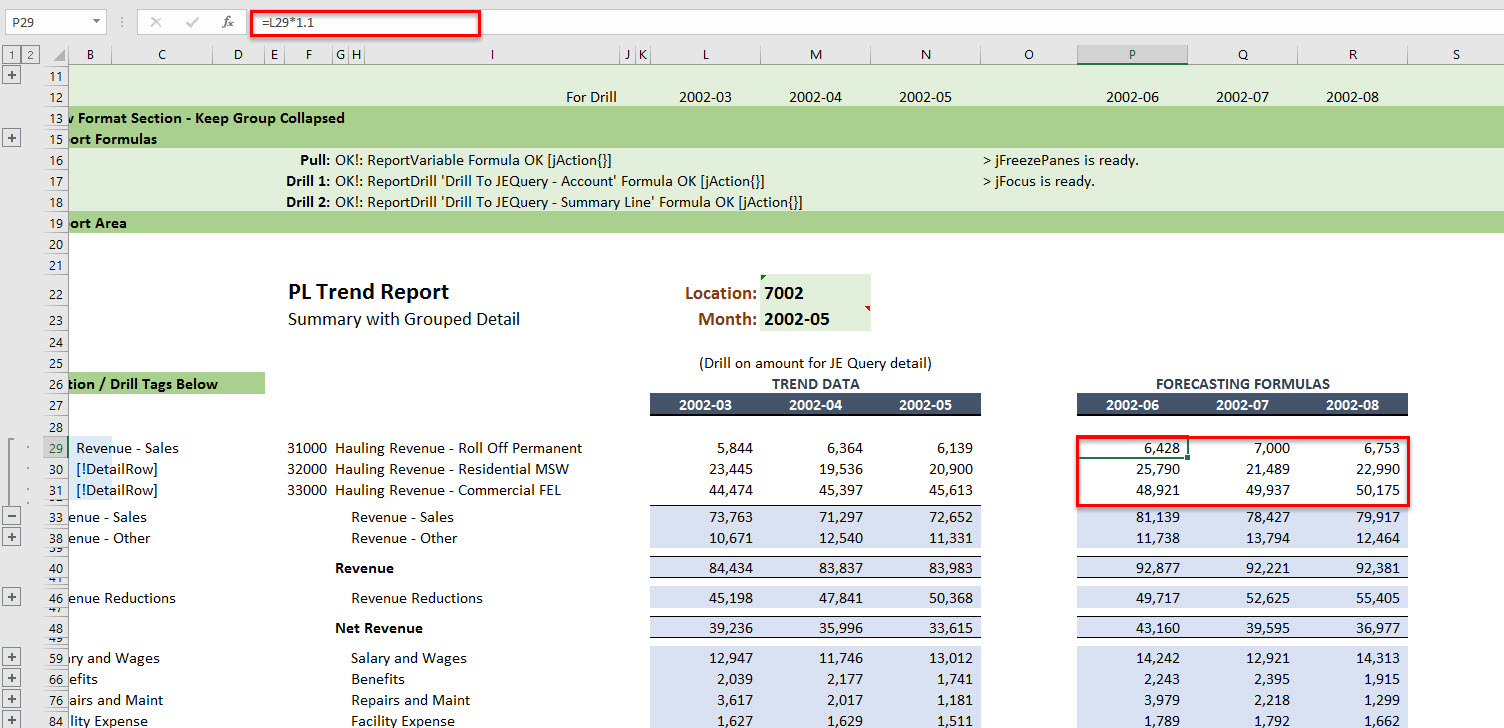 P29 fx =L29*1.1
1 2 B C D E F G H I J K L M N O P Q R S
11
12 For Drill 2002-03 2002-04 2002-05 2002-06 2002-07 2002-08
13 v Format Section - Keep Group Collapsed
15 ort Formulas
16 Pull: OK!: ReportVariable Formula OK [jAction{}] > jFreezePanes is ready.
17 Drill 1: OK!: ReportDrill 'Drill To JEQuery - Account' Formula OK [jAction{}] > jFocus is ready.
18 Drill 2: OK!: ReportDrill 'Drill To JEQuery - Summary Line' Formula OK [jAction{}]
19 ort Area
20
21
22 PL Trend Report Location: 7002
23 Summary with Grouped Detail Month: 2002-05
24
25 (Drill on amount for JE Query detail)
26 tion / Drill Tags Below TREND DATA FORECASTING FORMULAS
27 2002-03 2002-04 2002-05 2002-06 2002-07 2002-08
28
29 Revenue - Sales 31000 Hauling Revenue - Roll Off Permanent 5,844 6,364 6,139 6,428 7,000 6,753
30 [!DetailRow] 32000 Hauling Revenue - Residential MSW 23,445 19,536 20,900 25,790 21,489 22,990
31 [!DetailRow] 33000 Hauling Revenue - Commercial FEL 44,474 45,397 45,613 48,921 49,937 50,175
33 enue - Sales Revenue - Sales 73,763 71,297 72,652 81,139 78,427 79,917
38 enue - Other Revenue - Other 10,671 12,540 11,331 11,738 13,794 12,464
39
40 Revenue 84,434 83,837 83,983 92,877 92,221 92,381
41
46 enue Reductions Revenue Reductions 45,198 47,841 50,368 49,717 52,625 55,405
47
48 Net Revenue 39,236 35,996 33,615 43,160 39,595 36,977
49
59 ry and Wages Salary and Wages 12,947 11,746 13,012 14,242 12,921 14,313
66 efits Benefits 2,039 2,177 1,741 2,243 2,395 1,915
76 airs and Maint Repairs and Maint 3,617 2,017 1,181 3,979 2,218 1,299
84 lity Expense Facility Expense 1,627 1,629 1,511 1,789 1,792 1,662